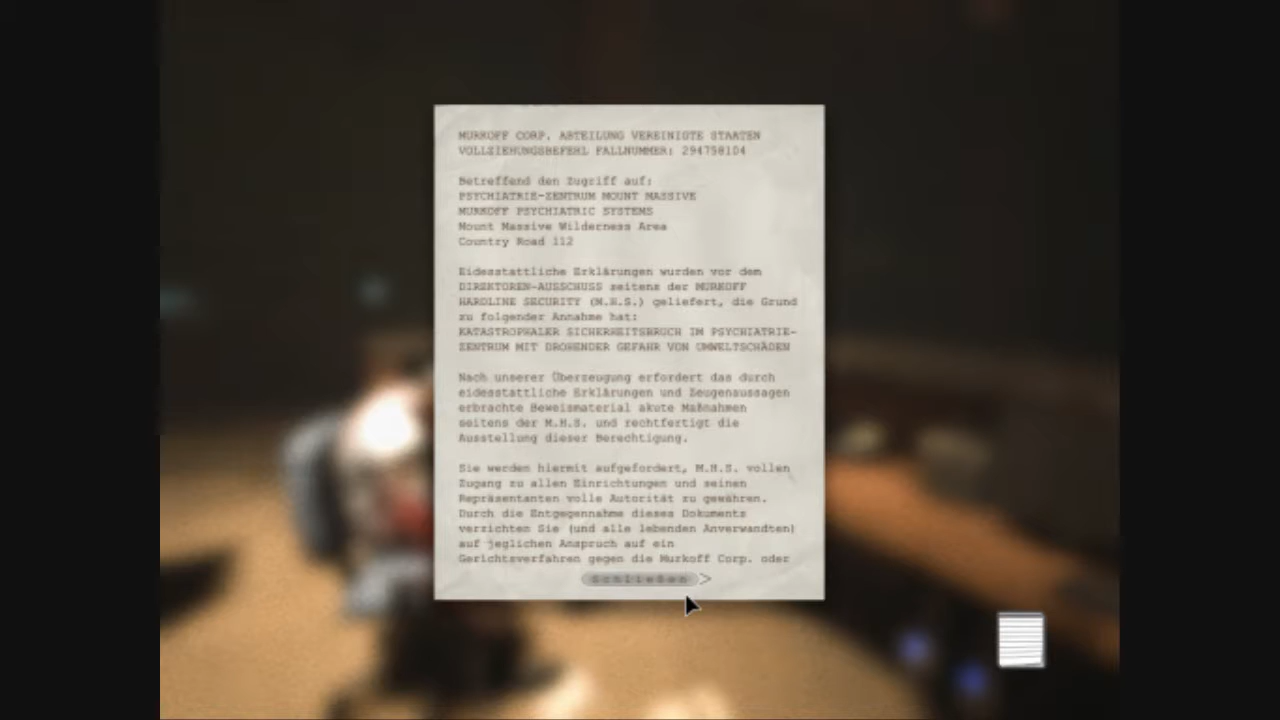 MURKOFF CORP. ABTEILUNG VEREINIGTE STAATEN
VOLLZIEHUNGSBEFEHL FALLNUMMER: 294758104
Betreffend den Zugriff auf:
PSYCHIATRIE-ZENTRUM MOUNT MASSIVE
MURKOFF PSYCHIATRIC SYSTEMS
Mount Massive Wilderness Area
Country Road 112
Eidesstattliche Erklärungen wurden vor dem
DIREKTOREN-AUSSCHUSS seitens der MURKOFF
HARDLINE SECURITY (M.H.S.) geliefert, die Grund
zu folgender Annahme hat:
KATASTROPHALER SICHERHEITSBRUCH IM PSYCHIATRIE-
ZENTRUM MIT DROHENDER GEFAHR VON UMWELTSCHÄDEN
Nach unserer Überzeugung erfordert das durch
eidesstattliche Erklärungen und Zeugenaussagen
erbrachte Beweismaterial akute Maßnahmen
seitens der M.H.S. und rechtfertigt die
Ausstellung dieser Berechtigung.
Sie werden hiermit aufgefordert, M.H.S. vollen
Zugang zu allen Einrichtungen und seinen
Repräsentanten volle Autorität zu gewähren.
Durch die Entgegennahme dieses Dokuments
verzichten Sie (und alle lebenden Anverwandten)
auf jeglichen Anspruch auf ein
Gerichtsverfahren gegen die Murkoff Corp. oder
Schließen >